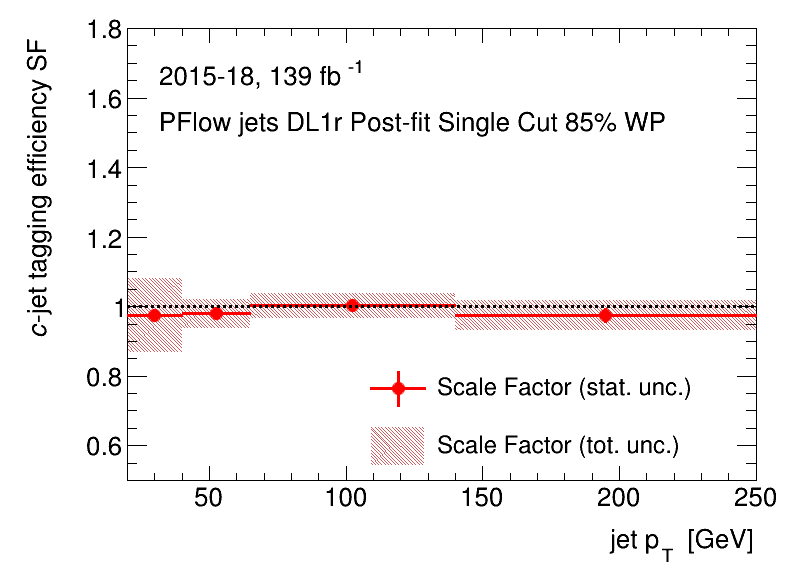 c-jet tagging efficiency SF
1.8
1.6
1.4
1.2
1
0.8
0.6
2015-18, 139 fb -1
PFlow jets DL1r Post-fit Single Cut 85% WP
Scale Factor (stat. unc.)
Scale Factor (tot. unc.)
50 100 150 200 250
jet pT [GeV]